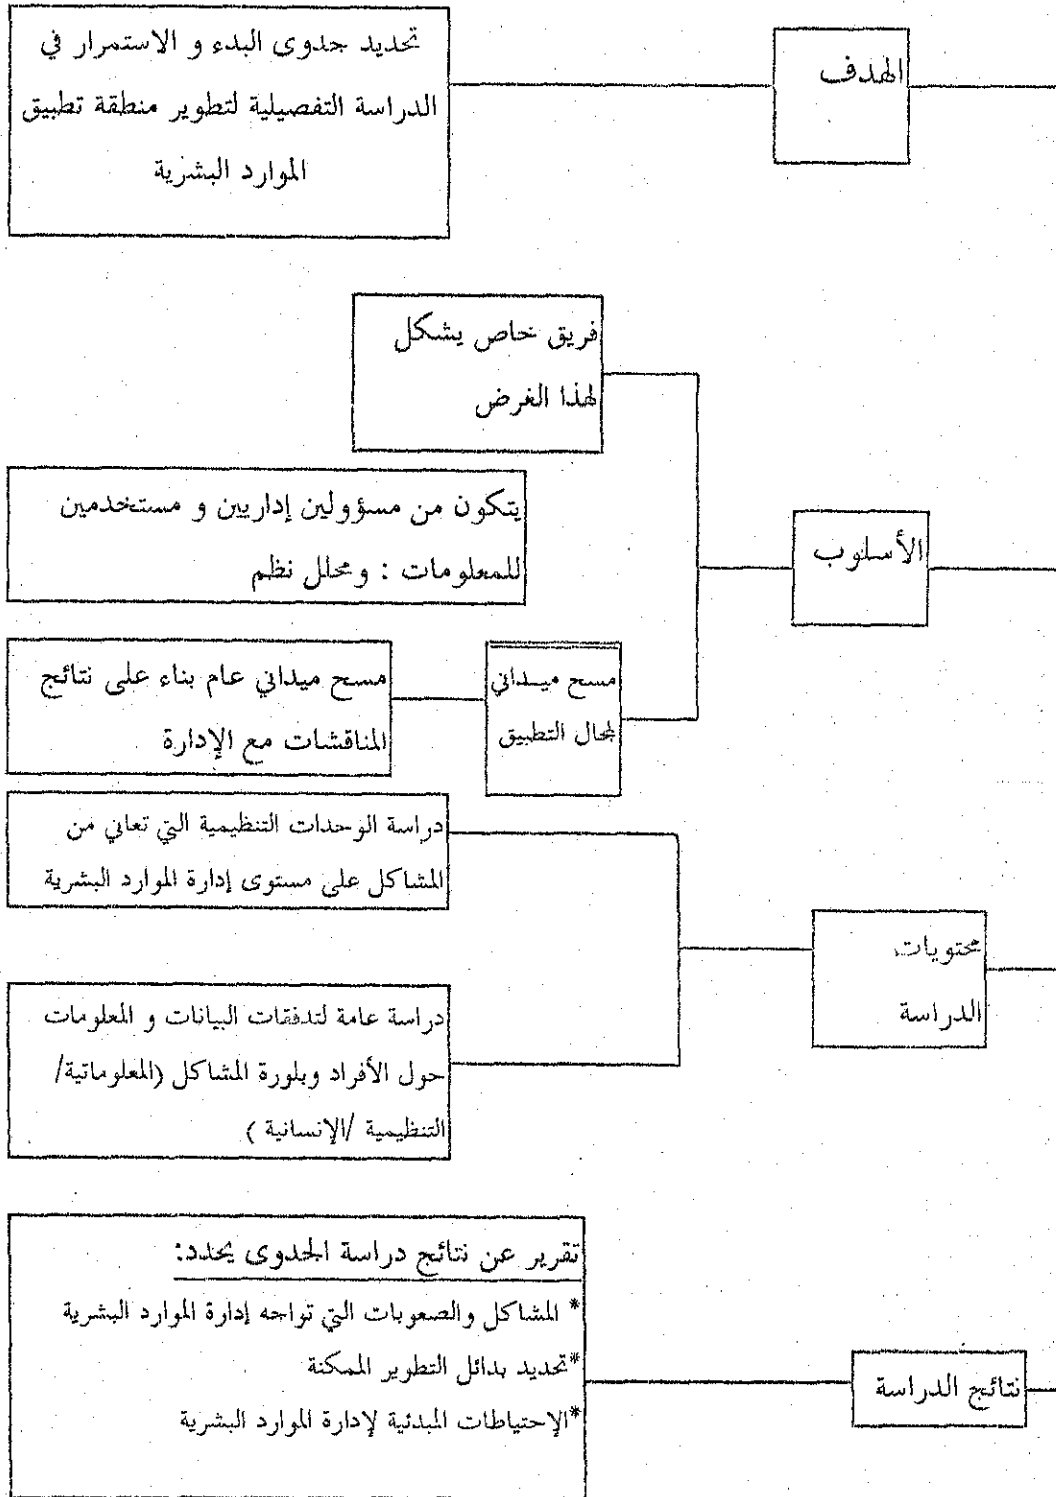 الهدف
تحديد جدوى البدء و الاستمرار في
الدراسة التفصيلية لتطوير منطقة تطبيق
الموارد البشرية
الأسلوب
فريق خاص يشكل
لهذا الغرض
يتكون من مسؤولين إداريين و مستخدمين
للمعلومات : ومحلل نظم
مسح ميداني
لمجال التطبيق
مسح ميداني عام بناء على نتائج
المناقشات مع الإدارة
محتويات
الدراسة
دراسة الوحدات التنظيمية التي تعاني من
المشاكل على مستوى إدارة الموارد البشرية
دراسة عامة لتدفقات البيانات و المعلومات
حول الأفراد وبلورة المشاكل (المعلوماتية/
التنظيمية /الإنسانية )
نتائج الدراسة
تقرير عن نتائج دراسة الجدوى يحدد:
* المشاكل والصعوبات التي تواجه إدارة الموارد البشرية
*تحديد بدائل التطوير الممكنة
*الإحتياطات المبدئية لإدارة الموارد البشرية